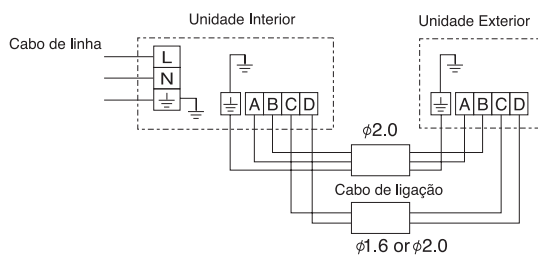 Unidade Interior
Unidade Exterior
Cabo de linha
L
N
A B C D
A B C D
ϕ2.0
Cabo de ligação
ϕ1.6 or ϕ2.0